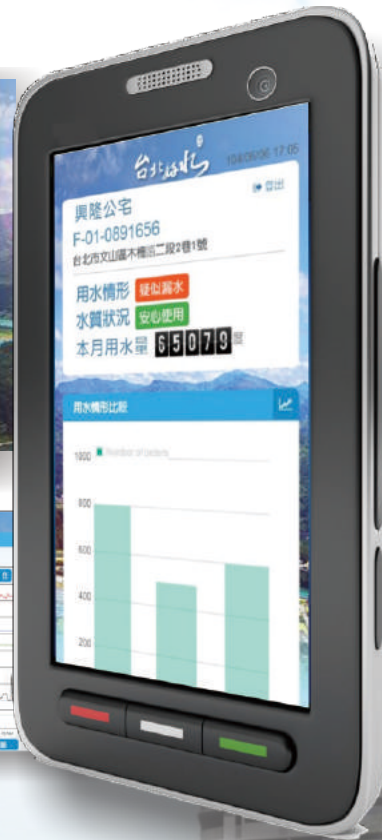 台北好水
104/06/06 17:05
登出
興隆公宅
F-01-0891656
台北市文山區木柵路二段2巷1號
用水情形 疑似漏水
水質狀況 安心使用
本月用水量 65079 度
用水情形比較
1000 Number of orders
800
600
400
200